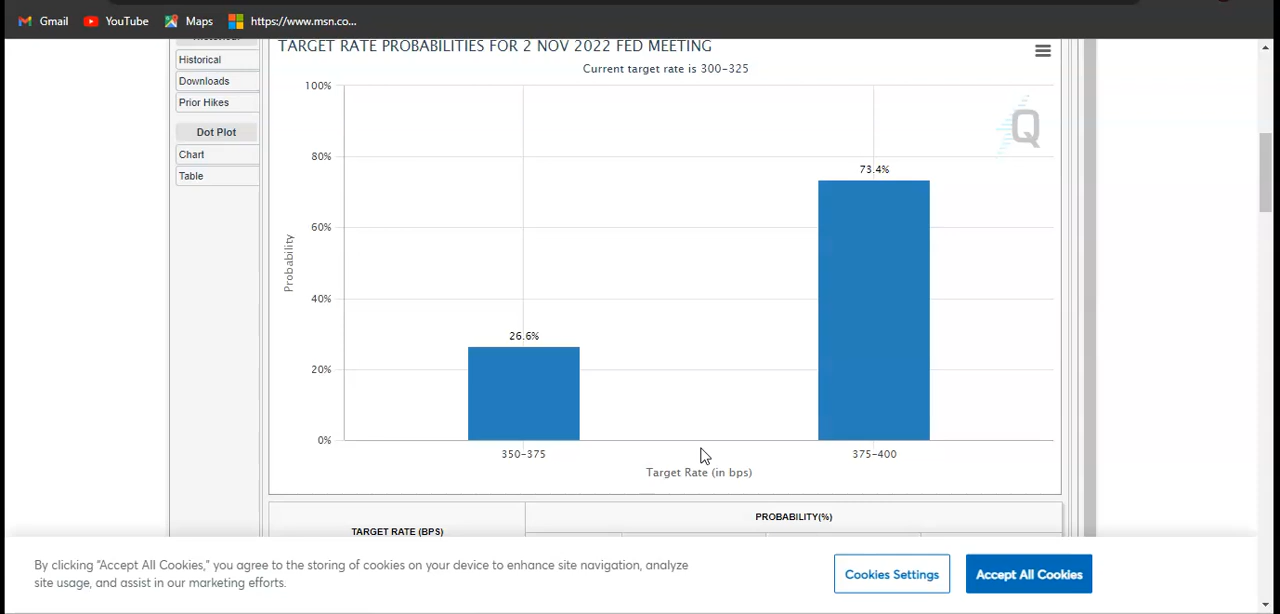 Gmail YouTube Maps https://www.msn.co...
Historical
Downloads
Prior Hikes
Dot Plot
Chart
Table
TARGET RATE PROBABILITIES FOR 2 NOV 2022 FED MEETING
Current target rate is 300-325
100%
80%
60%
40%
20%
0%
Probability
26.6%
73.4%
Q
350-375
375-400
Target Rate (in bps)
TARGET RATE (BPS)
PROBABILITY(%)
By clicking "Accept All Cookies," you agree to the storing of cookies on your device to enhance site navigation, analyze
site usage, and assist in our marketing efforts.
Cookies Settings
Accept All Cookies